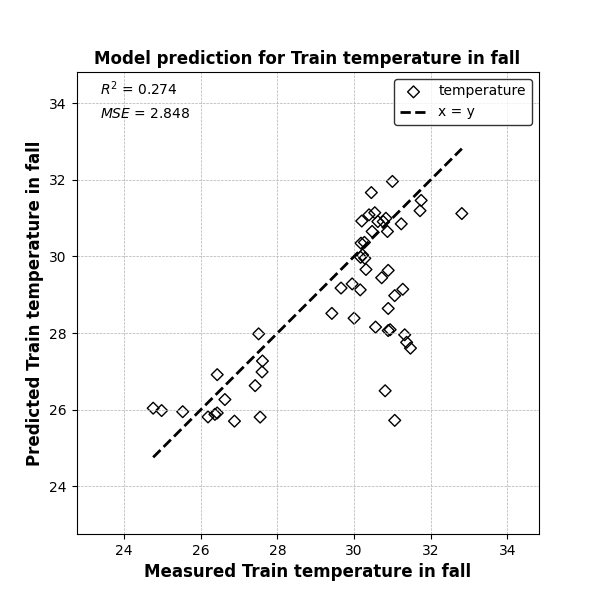 Model prediction for Train temperature in fall
R² = 0.274
MSE = 2.848
temperature
x = y
Predicted Train temperature in fall
34
32
30
28
26
24
24 26 28 30 32 34
Measured Train temperature in fall